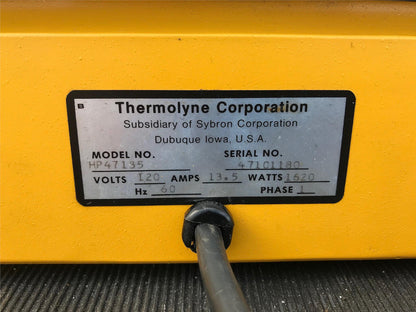 B
Thermolyne Corporation
Subsidiary of Sybron Corporation
Dubuque Iowa, U.S.A.
MODEL NO. SERIAL NO.
HP47135 47101180
VOLTS 120 AMPS 13.5 WATTS 1620
Hz 60 PHASE 1